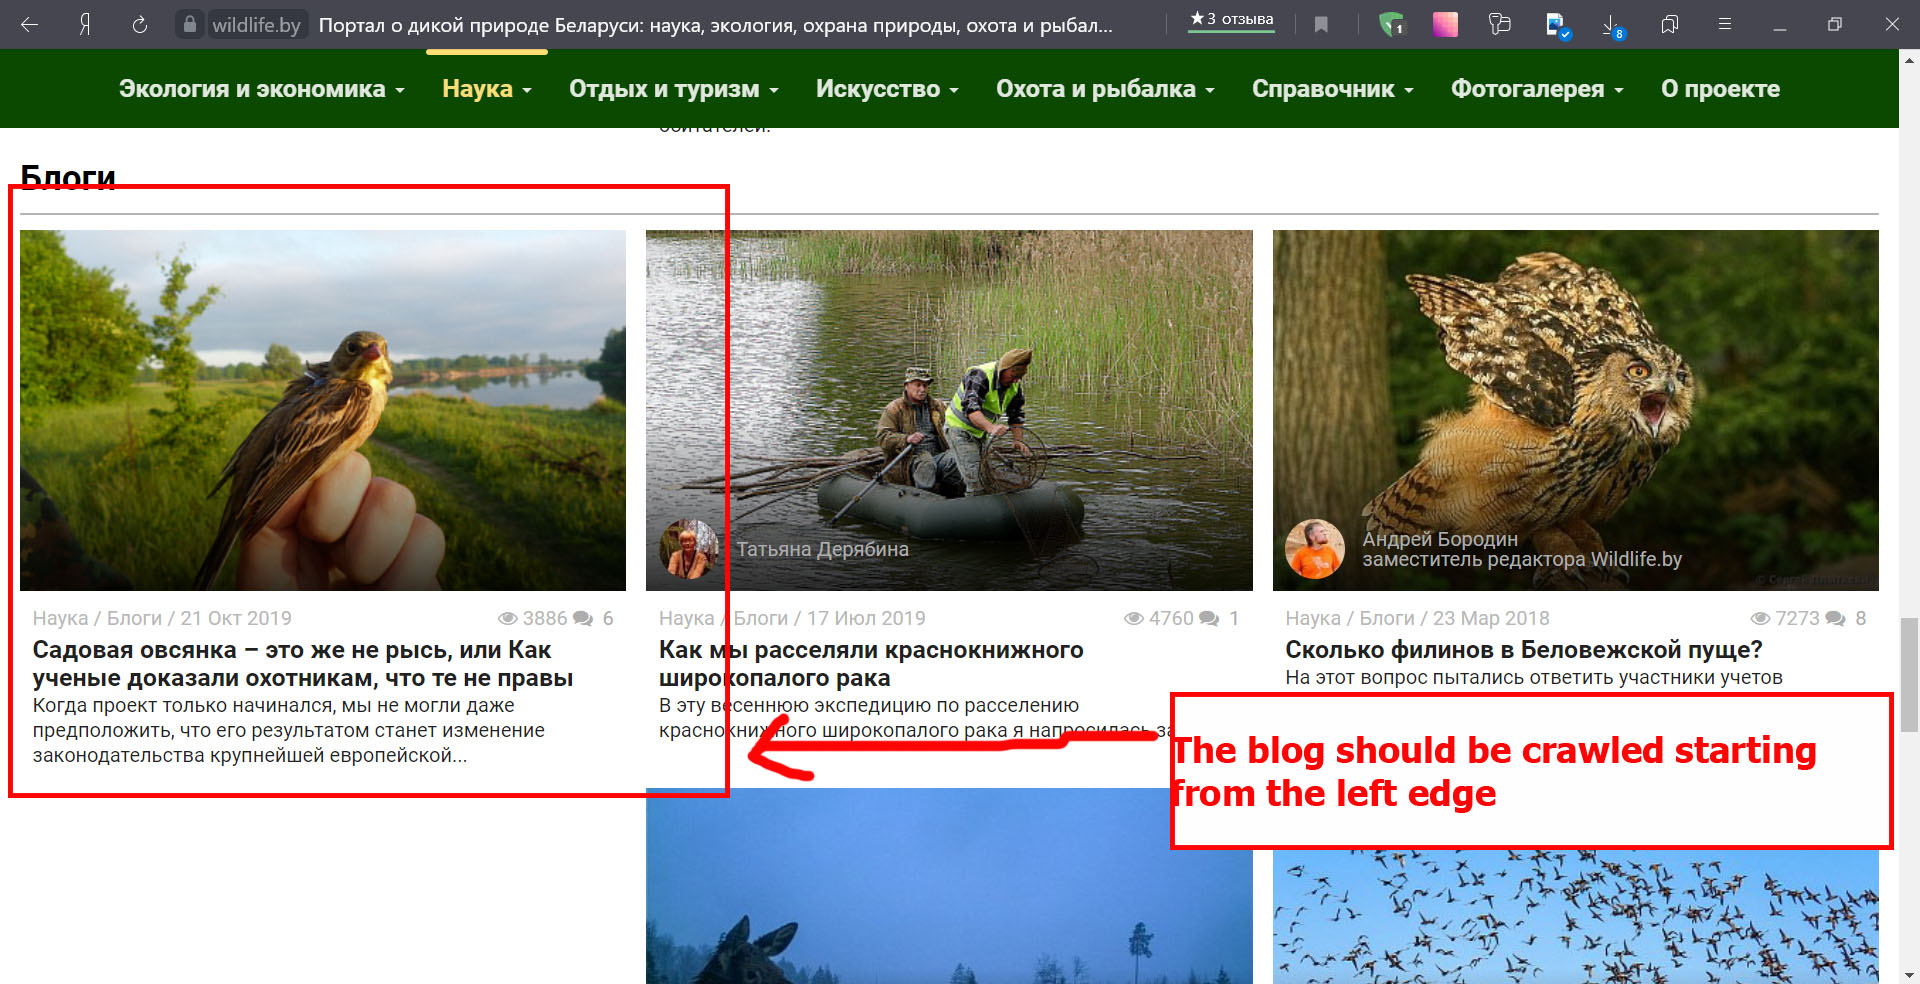 wildlife.by Портал о дикой природе Беларуси: наука, экология, охрана природы, охота и рыбал... ★3 отзыва 1 8
Экология и экономика Наука Отдых и туризм Искусство Охота и рыбалка Справочник Фотогалерея О проекте
обитателей.
Блоги
Татьяна Дерябина
Андрей Бородин
заместитель редактора Wildlife.by
Наука / Блоги / 21 Окт 2019 3886 6
Садовая овсянка – это же не рысь, или Как
ученые доказали охотникам, что те не правы
Когда проект только начинался, мы не могли даже
предположить, что его результатом станет изменение
законодательства крупнейшей европейской...
Наука / Блоги / 17 Июл 2019 4760 1
Как мы расселяли краснокнижного
широкопалого рака
В эту весеннюю экспедицию по расселению
краснокнижного широкопалого рака я напросилась за
Наука / Блоги / 23 Мар 2018 7273 8
Сколько филинов в Беловежской пуще?
На этот вопрос пытались ответить участники учетов
The blog should be crawled starting
from the left edge